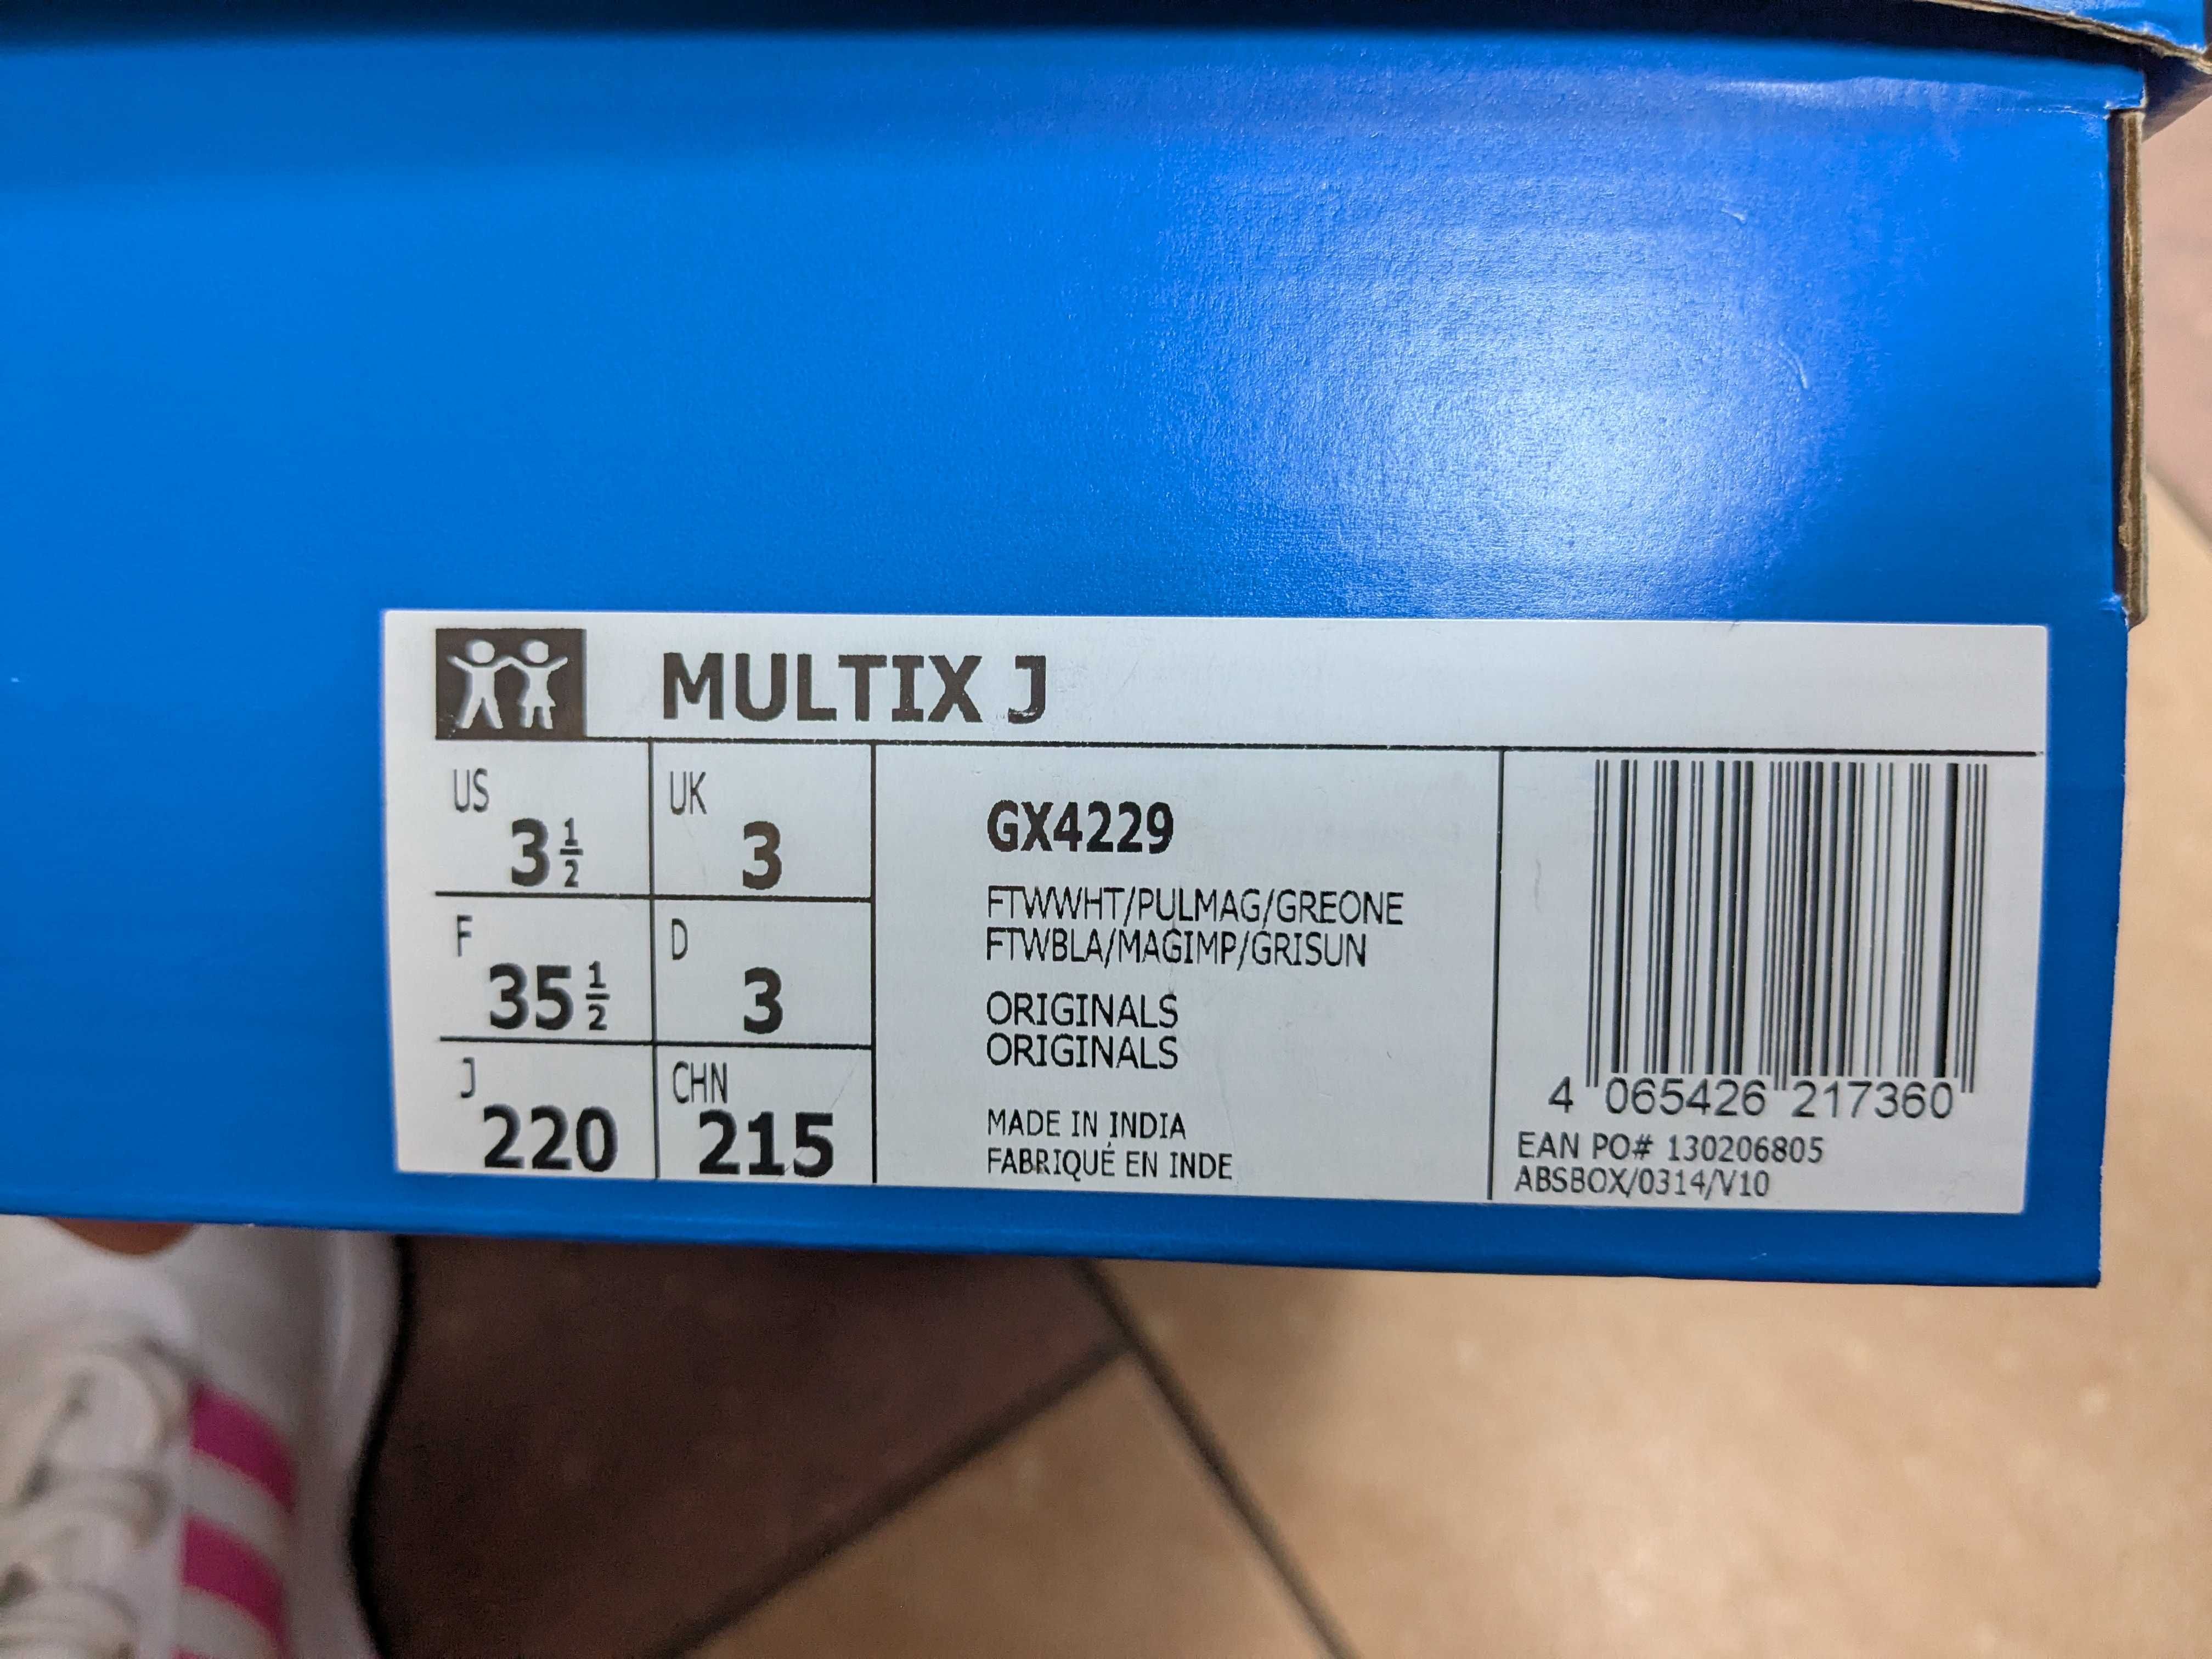 MULTIX J
US 3 1/2
UK 3
F 35 1/2
D 3
J 220
CHN 215
GX4229
FTWWHT/PULMAG/GREONE
FTWBLA/MAGIMP/GRISUN
ORIGINALS
ORIGINALS
MADE IN INDIA
FABRIQUÉ EN INDE
4 065426 217360
EAN PO# 130206805
ABSBOX/0314/V10